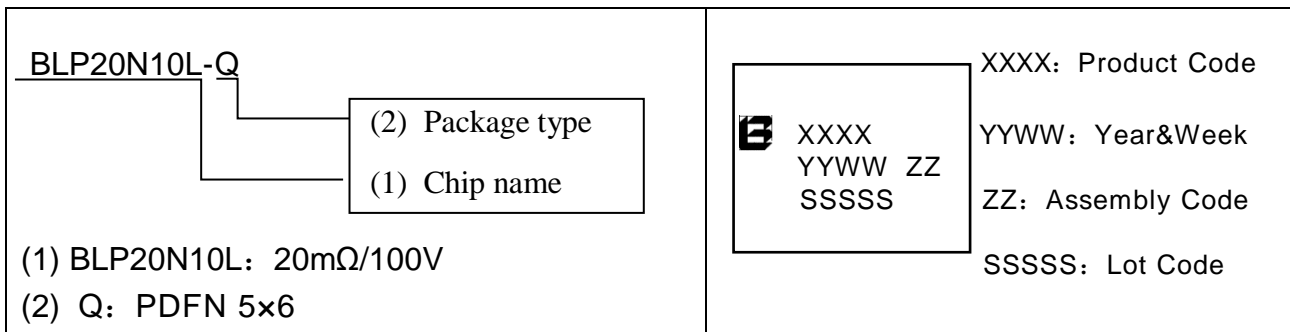 BLP20N10L-Q
(2) Package type
(1) Chip name
(1) BLP20N10L：20mΩ/100V
(2) Q：PDFN 5×6
XXXX
YYWW ZZ
SSSSS
XXXX：Product Code
YYWW：Year&Week
ZZ：Assembly Code
SSSSS：Lot Code